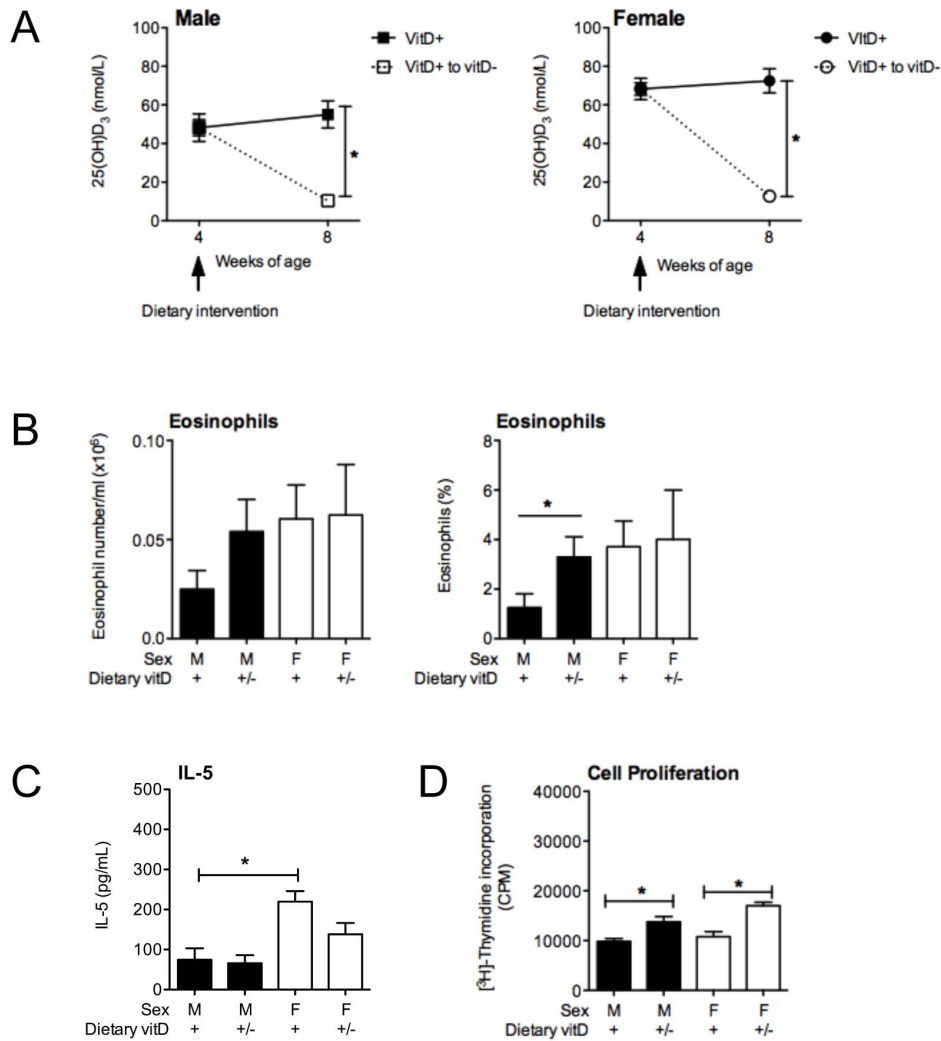 A
Male
100
80
60
40
20
0
25(OH)D3 (nmol/L)
*
4
8
Weeks of age
Dietary intervention
VitD+
VitD+ to vitD-
Female
100
80
60
40
20
0
25(OH)D3 (nmol/L)
*
4
8
Weeks of age
Dietary intervention
VItD+
VitD+ to vitD-
B
Eosinophils
0.10
0.05
0.0
Eosinophil number/ml (x10⁶)
Sex M M F F
Dietary vitD + +/- + +/-
Eosinophils
8
6
4
2
0
Eosinophils (%)
*
Sex M M F F
Dietary vitD + +/- + +/-
C
IL-5
500
400
300
200
100
0
IL-5 (pg/mL)
*
Sex M M F F
Dietary vitD + +/- + +/-
D
Cell Proliferation
40000
30000
20000
10000
0
[³H]-Thymidine incorporation
(CPM)
* *
Sex M M F F
Dietary vitD + +/- + +/-